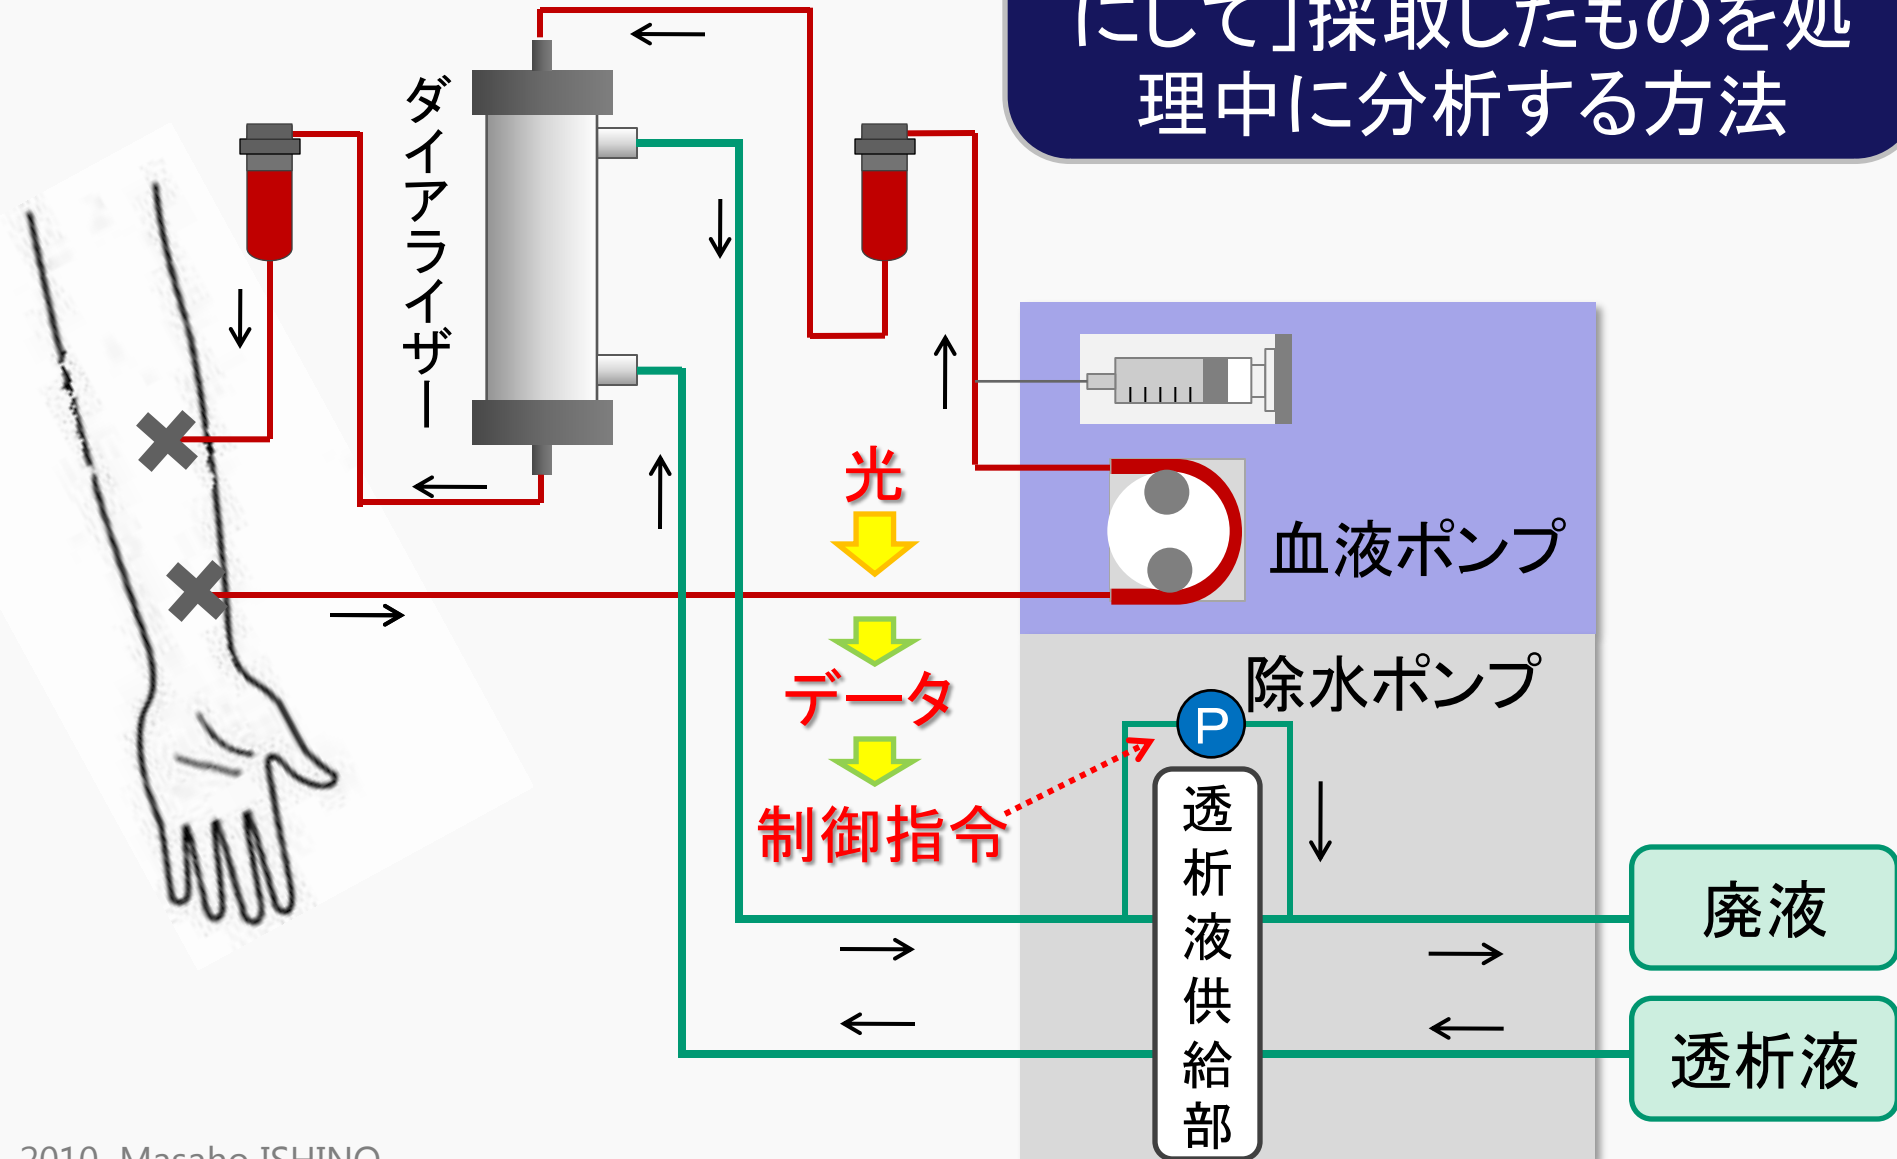 にして」採取したものを処
理中に分析する方法
ダイアライザー
光
血液ポンプ
データ
除水ポンプ
P
制御指令
透析液供給部
廃液
透析液
2010 Masaho ISHINO